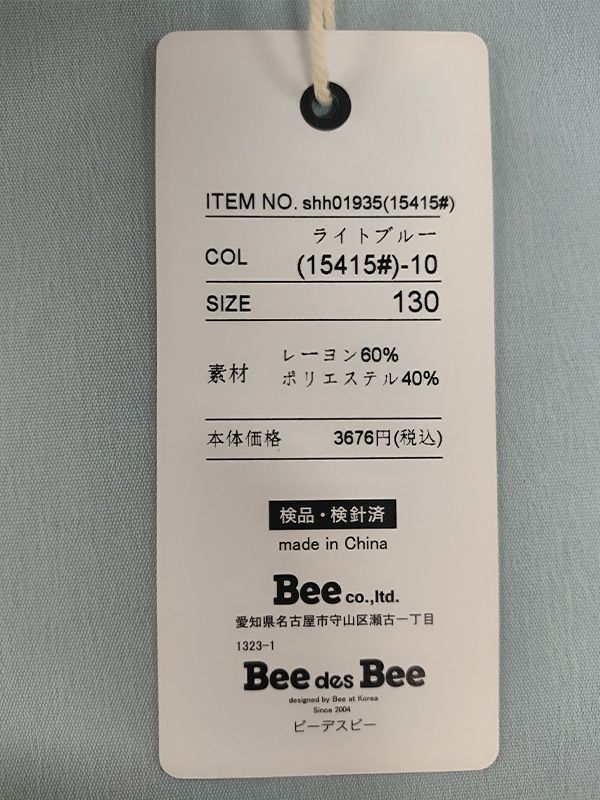 ITEM NO. shh01935(15415#)
ライトブルー
COL (15415#)-10
SIZE 130
素材 レーヨン60%
ポリエステル40%
本体価格 3676円(税込)
検品・検針済
made in China
Bee co.,ltd.
愛知県名古屋市守山区瀬古一丁目
1323-1
Bee des Bee
designed by Bee at Korea
Since 2004
ビーデスビー